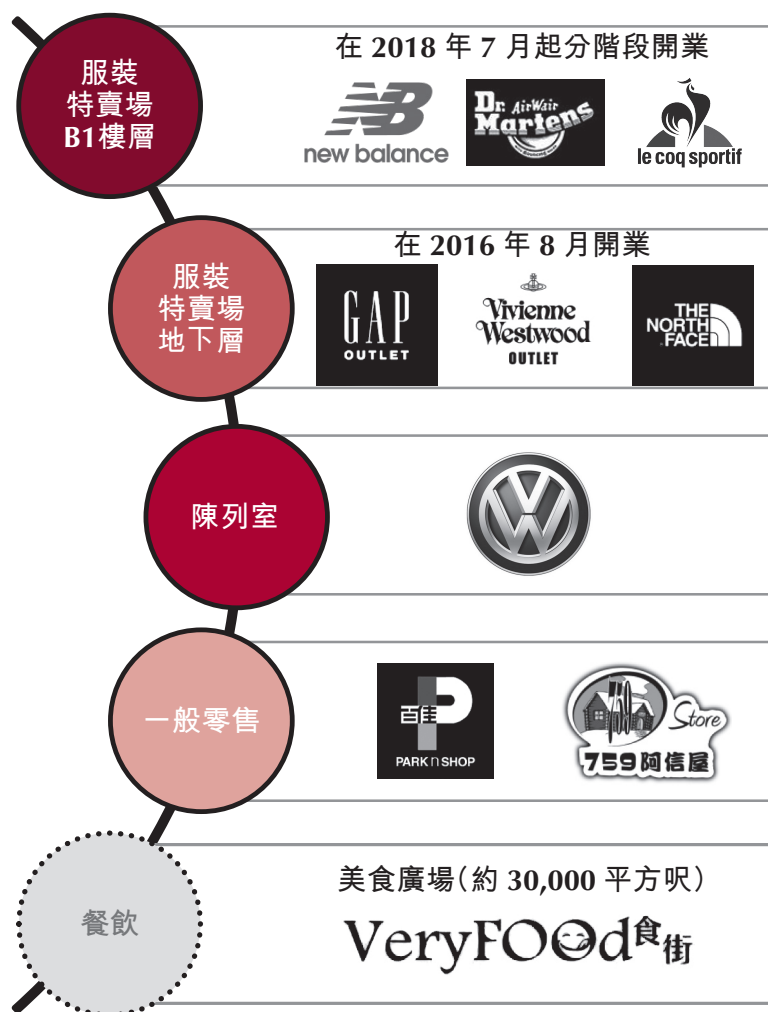 服裝
特賣場
B1樓層
在 2018 年 7 月起分階段開業
new balance
Dr. AirWair
Martens
le coq sportif
服裝
特賣場
地下層
在 2016 年 8 月開業
GAP
OUTLET
Vivienne
Westwood
OUTLET
THE
NORTH
FACE
陳列室
一般零售
百佳
PARK n SHOP
759
Store
759阿信屋
餐飲
美食廣場(約 30,000 平方呎)
VeryFOOd食街